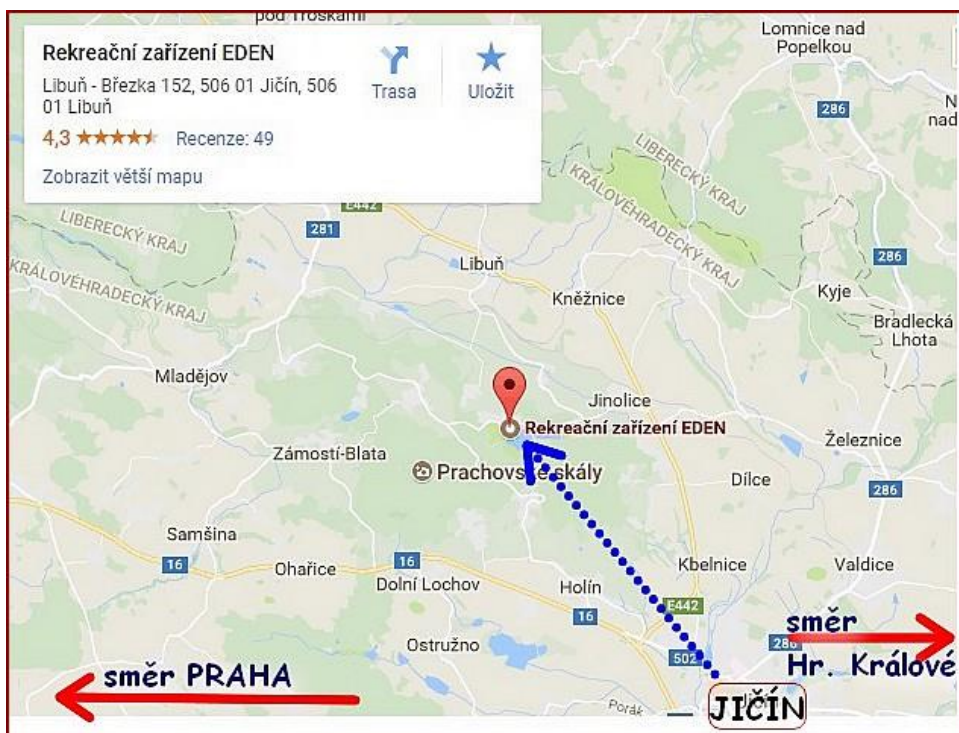 pod Troskami
Lomnice nad
Popelkou
Rekreační zařízení EDEN
Libuň - Březka 152, 506 01 Jičín, 506
01 Libuň
Trasa
Uložit
4,3
Recenze: 49
Zobrazit větší mapu
N
nad
286
LIBERECKÝ KRAJ
KRÁLOVÉHRADECKÝ KRAJ
E442
LIBERECKÝ KRAJ
281
KRÁLOVÉHRADECKÝ KRAJ
Libuň
286
Kněžnice
Kyje
Bradlecká
Lhota
Mladějov
Jinolice
Rekreační zařízení EDEN
Železnice
Zámostí-Blata
Prachovské skály
Dílce
286
Samšina
16
Ohařice
16
Dolní Lochov
Holín
Kbelnice
Valdice
E442
16
směr
286
Hr. Králové
Ostružno
502
směr PRAHA
Porák
JIČÍN